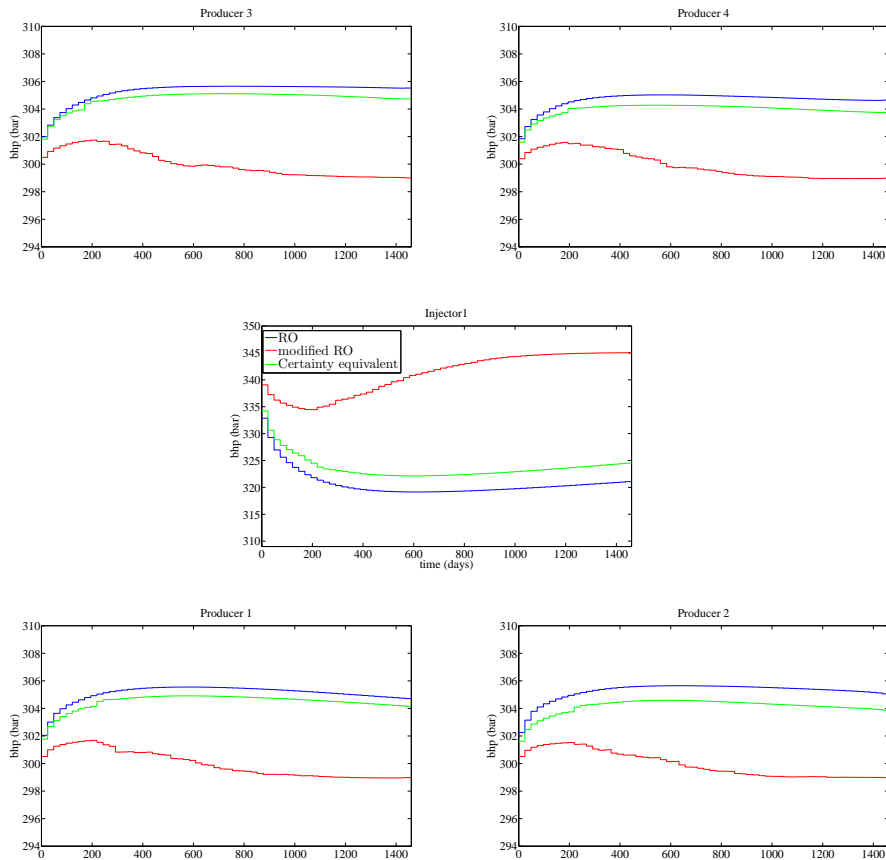 Producer 3
Producer 4
310
308
306
304
302
300
298
296
294
bhp (bar)
0 200 400 600 800 1000 1200 1400
310
308
306
304
302
300
298
296
294
bhp (bar)
0 200 400 600 800 1000 1200 1400
Injector1
350
345
340
335
330
325
320
315
310
bhp (bar)
RO
modified RO
Certainty equivalent
0 200 400 600 800 1000 1200 1400
time (days)
Producer 1
Producer 2
310
308
306
304
302
300
298
296
294
bhp (bar)
0 200 400 600 800 1000 1200 1400
310
308
306
304
302
300
298
296
294
bhp (bar)
0 200 400 600 800 1000 1200 1400